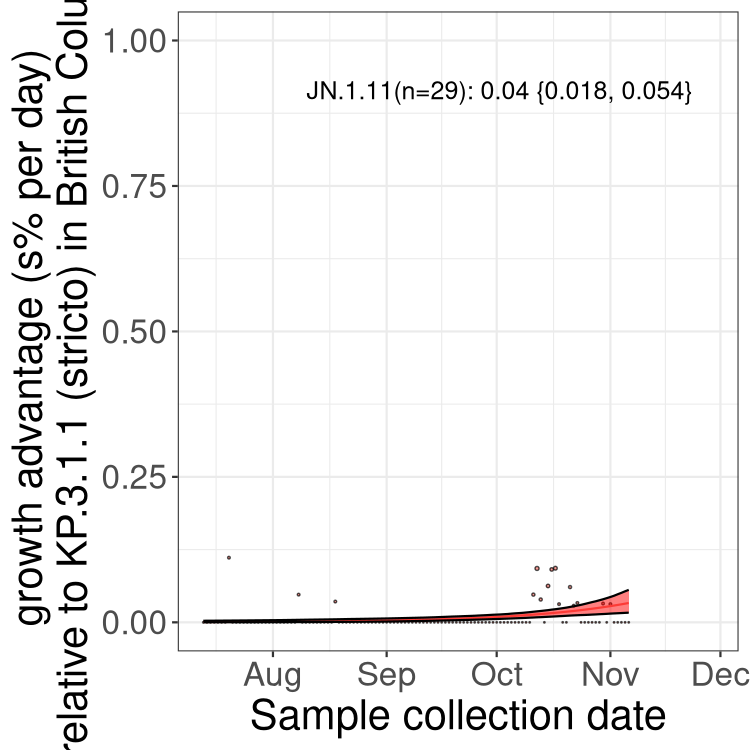 growth advantage (s% per day)
relative to KP.3.1.1 (stricto) in British Colu
1.00
0.75
0.50
0.25
0.00
JN.1.11(n=29): 0.04 {0.018, 0.054}
Aug Sep Oct Nov Dec
Sample collection date